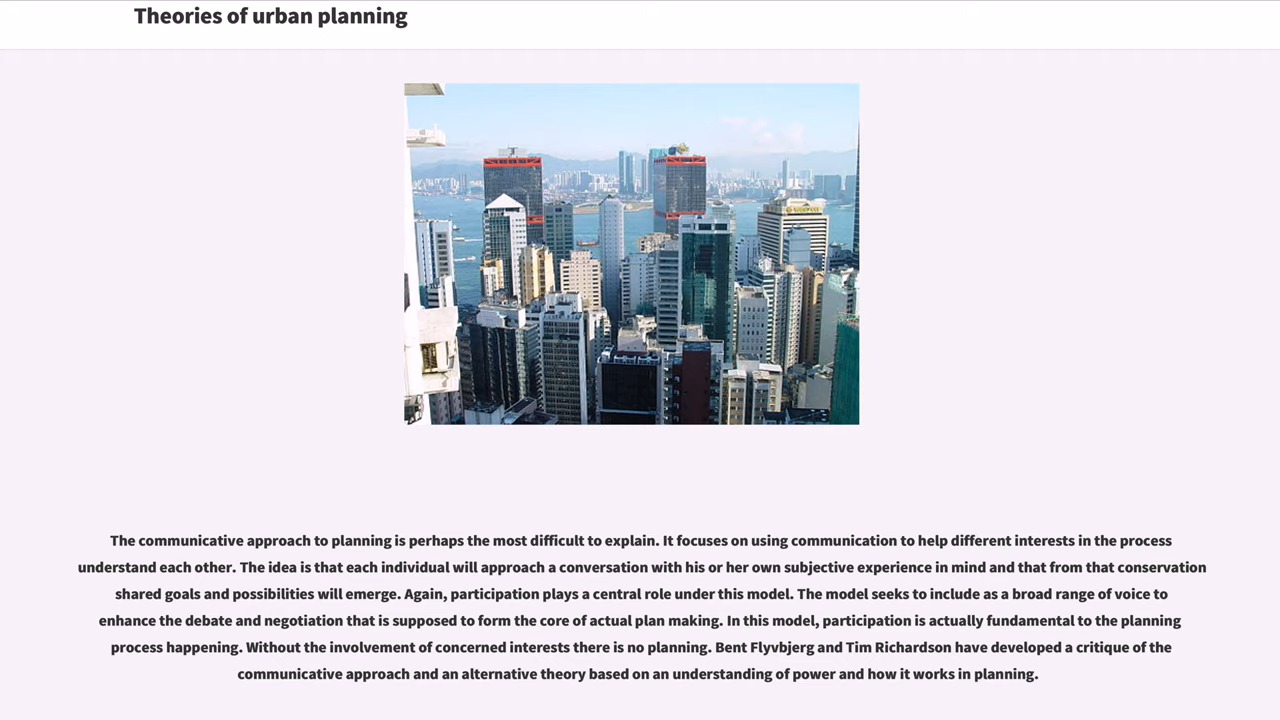 Theories of urban planning
The communicative approach to planning is perhaps the most difficult to explain. It focuses on using communication to help different interests in the process
understand each other. The idea is that each individual will approach a conversation with his or her own subjective experience in mind and that from that conservation
shared goals and possibilities will emerge. Again, participation plays a central role under this model. The model seeks to include as a broad range of voice to
enhance the debate and negotiation that is supposed to form the core of actual plan making. In this model, participation is actually fundamental to the planning
process happening. Without the involvement of concerned interests there is no planning. Bent Flyvbjerg and Tim Richardson have developed a critique of the
communicative approach and an alternative theory based on an understanding of power and how it works in planning.